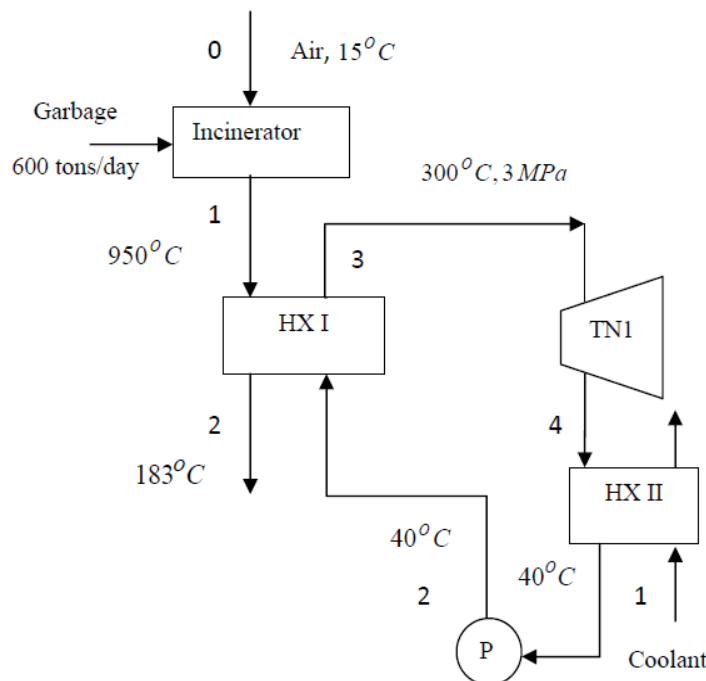 0
Air, 15°C
Garbage
Incinerator
600 tons/day
300°C, 3 MPa
1
950°C
3
HX I
TN1
2
4
183°C
HX II
40°C
40°C
2
1
P
Coolant